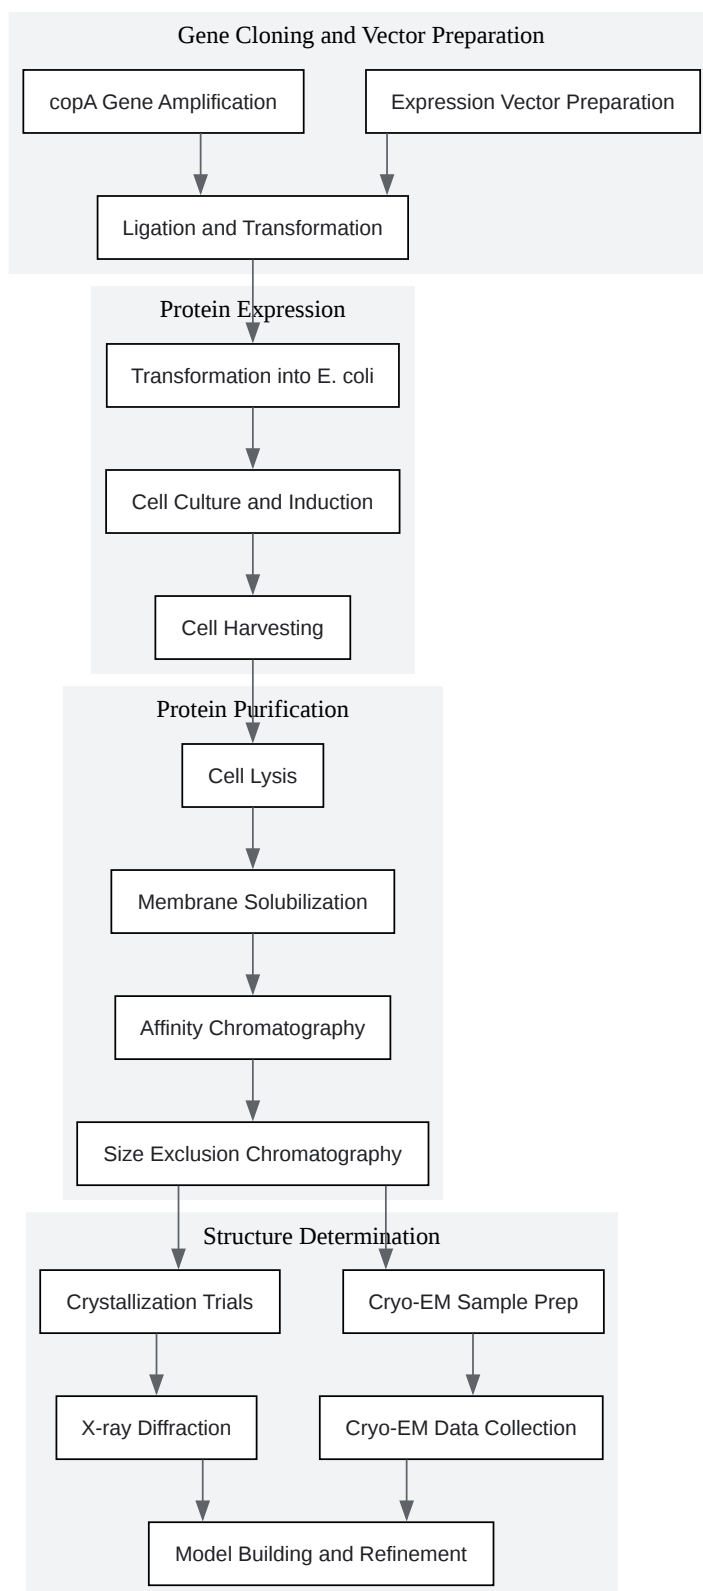 Gene Cloning and Vector Preparation
copA Gene Amplification
Expression Vector Preparation
Ligation and Transformation
Protein Expression
Transformation into E. coli
Cell Culture and Induction
Cell Harvesting
Protein Purification
Cell Lysis
Membrane Solubilization
Affinity Chromatography
Size Exclusion Chromatography
Structure Determination
Crystallization Trials
Cryo-EM Sample Prep
X-ray Diffraction
Cryo-EM Data Collection
Model Building and Refinement